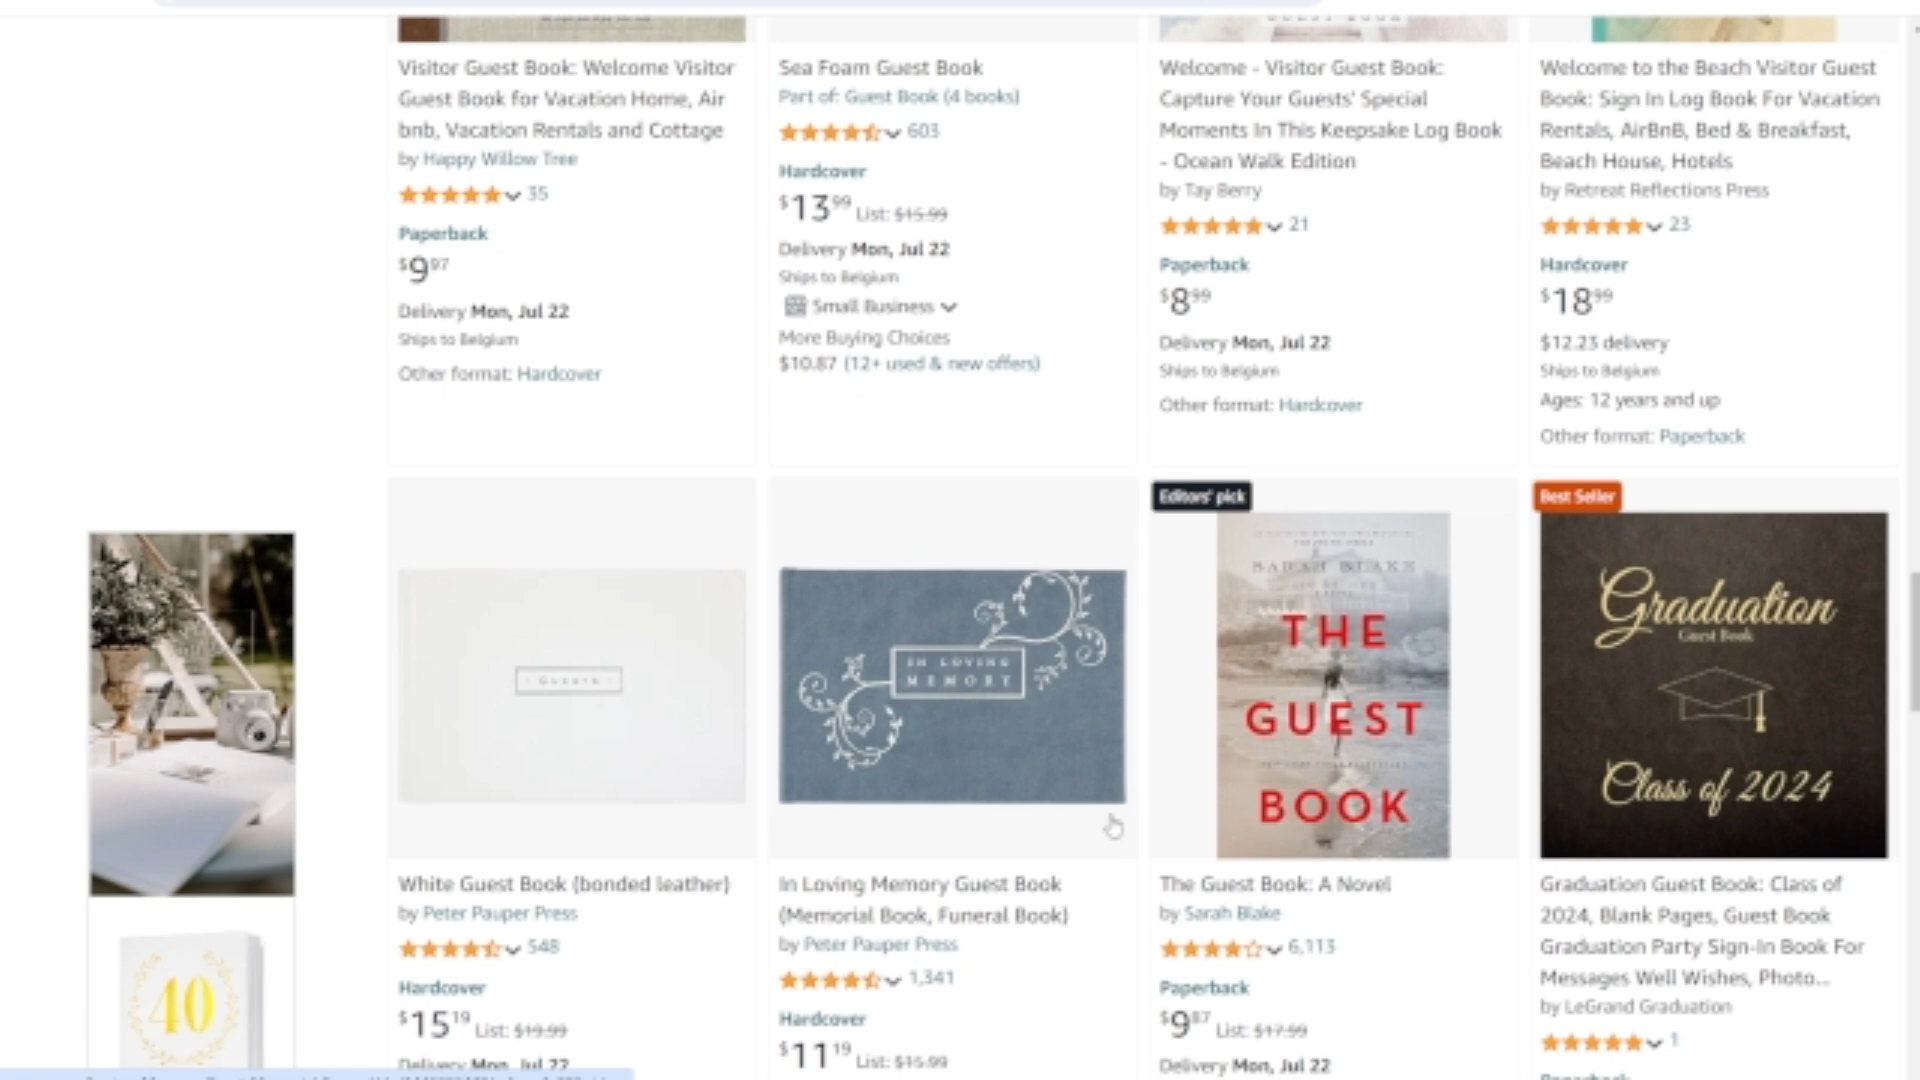 Visitor Guest Book: Welcome Visitor
Guest Book for Vacation Home, Air
bnb, Vacation Rentals and Cottage
by Happy Willow Tree
35
Paperback
$9.97
Delivery Mon, Jul 22
Ships to Belgium
Other format: Hardcover
Sea Foam Guest Book
Part of: Guest Book (4 books)
603
Hardcover
$13.99 List: $15.99
Delivery Mon, Jul 22
Ships to Belgium
Small Business
More Buying Choices
$10.87 (12+ used & new offers)
Welcome - Visitor Guest Book:
Capture Your Guests' Special
Moments In This Keepsake Log Book
- Ocean Walk Edition
by Tay Berry
21
Paperback
$8.99
Delivery Mon, Jul 22
Ships to Belgium
Other format: Hardcover
Welcome to the Beach Visitor Guest
Book: Sign In Log Book For Vacation
Rentals, AirBnB, Bed & Breakfast,
Beach House, Hotels
by Retreat Reflections Press
23
Hardcover
$18.99
$12.23 delivery
Ships to Belgium
Ages: 12 years and up
Other format: Paperback
GUESTS
White Guest Book (bonded leather)
by Peter Pauper Press
548
Hardcover
$15.19 List: $19.99
Delivery Mon, Jul 22
IN LOVING
MEMORY
In Loving Memory Guest Book
(Memorial Book, Funeral Book)
by Peter Pauper Press
1,341
Hardcover
$11.19 List: $15.99
Editors' pick
SARAH BLAKE
THE
GUEST
BOOK
The Guest Book: A Novel
by Sarah Blake
6,113
Paperback
$9.87 List: $17.99
Delivery Mon, Jul 22
Best Seller
Graduation
Guest Book
Class of 2024
Graduation Guest Book: Class of
2024, Blank Pages, Guest Book
Graduation Party Sign-In Book For
Messages Well Wishes, Photo...
by LeGrand Graduation
1
Paperback
40